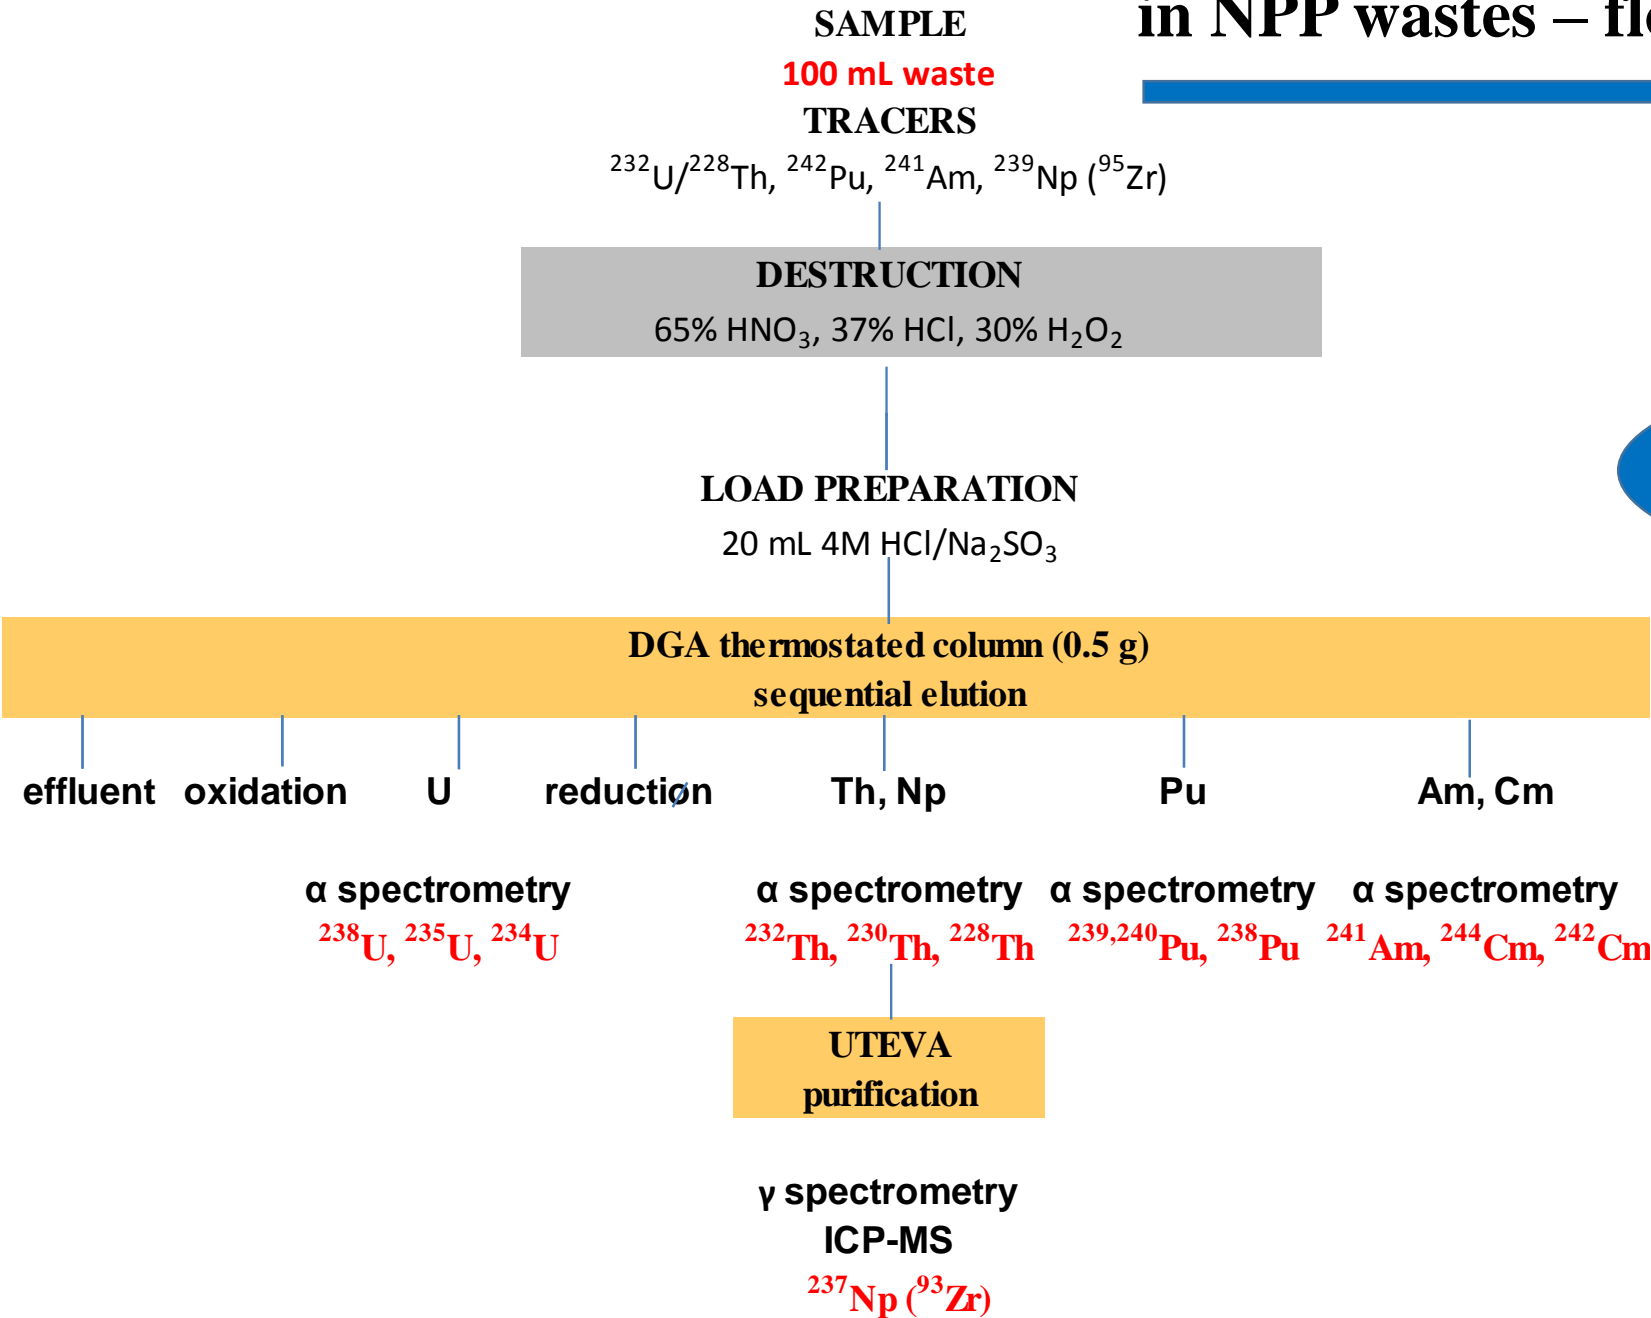 in NPP wastes –
SAMPLE
100 mL waste
TRACERS
²³²U/²²⁸Th, ²⁴²Pu, ²⁴¹Am, ²³⁹Np (⁹⁵Zr)
DESTRUCTION
65% HNO₃, 37% HCl, 30% H₂O₂
LOAD PREPARATION
20 mL 4M HCl/Na₂SO₃
DGA thermostated column (0.5 g)
sequential elution
effluent oxidation U reduction Th, Np Pu Am, Cm
α spectrometry α spectrometry α spectrometry α spectrometry
²³⁸U, ²³⁵U, ²³⁴U ²³²Th, ²³⁰Th, ²²⁸Th ²³⁹,²⁴⁰Pu, ²³⁸Pu ²⁴¹Am, ²⁴⁴Cm, ²⁴²Cm
UTEVA
purification
γ spectrometry
ICP-MS
²³⁷Np (⁹³Zr)